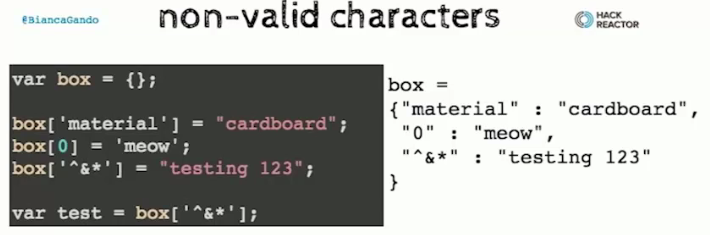 @BiancaGando
non-valid characters
HACK
REACTOR
var box = {};
box['material'] = "cardboard";
box[0] = 'meow';
box['^&*'] = "testing 123";
var test = box['^&*'];
box =
{"material" : "cardboard",
"0" : "meow",
"^&*" : "testing 123"
}